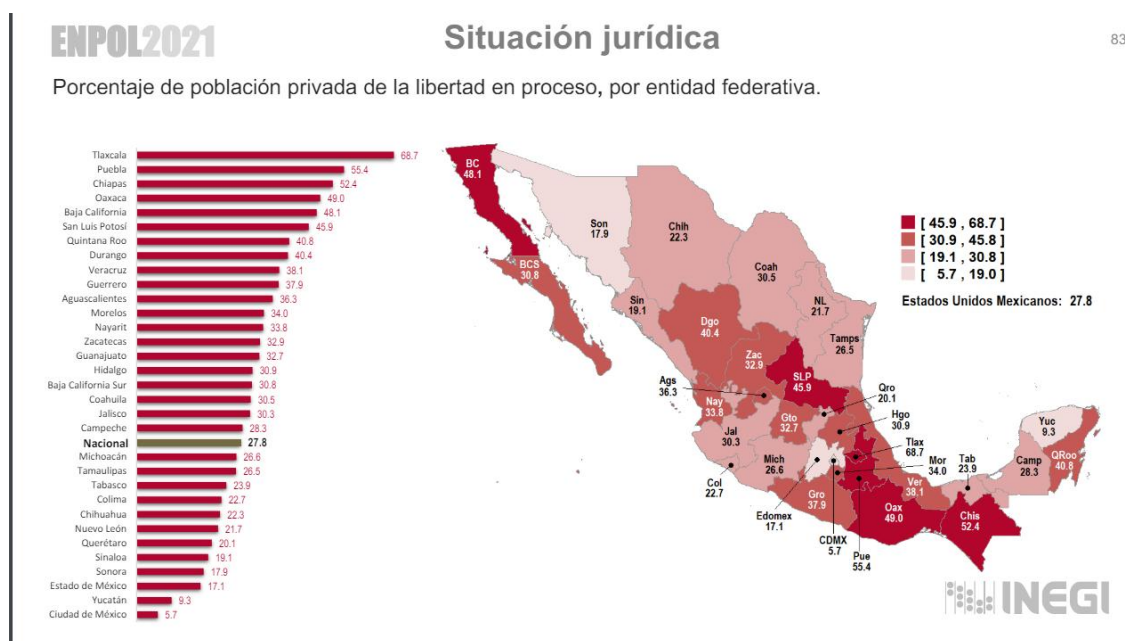 ENPOL2021
Situación jurídica
83
Porcentaje de población privada de la libertad en proceso, por entidad federativa.
Tlaxcala 68.7
Puebla 55.4
Chiapas 52.4
Oaxaca 49.0
Baja California 48.1
San Luis Potosí 45.9
Quintana Roo 40.8
Durango 40.4
Veracruz 38.1
Guerrero 37.9
Aguascalientes 36.3
Morelos 34.0
Nayarit 33.8
Zacatecas 32.9
Guanajuato 32.7
Hidalgo 30.9
Baja California Sur 30.8
Coahuila 30.5
Jalisco 30.3
Campeche 28.3
Nacional 27.8
Michoacán 26.6
Tamaulipas 26.5
Tabasco 23.9
Colima 22.7
Chihuahua 22.3
Nuevo León 21.7
Querétaro 20.1
Sinaloa 19.1
Sonora 17.9
Estado de México 17.1
Yucatán 9.3
Ciudad de México 5.7
BC
48.1
Son
17.9
Chih
22.3
BCS
30.8
Coah
30.5
Sin
19.1
NL
21.7
Dgo
40.4
Tamps
26.5
Zac
32.9
SLP
45.9
Ags
36.3
Qro
20.1
Nay
33.8
Gto
32.7
Hgo
30.9
Yuc
9.3
Jal
30.3
Tlax
68.7
Mich
26.6
Mor
34.0
Tab
23.9
Camp
28.3
QRoo
40.8
Col
22.7
Ver
38.1
Gro
37.9
Edomex
17.1
Oax
49.0
Chis
52.4
CDMX
5.7
Pue
55.4
[ 45.9 , 68.7 ]
[ 30.9 , 45.8 ]
[ 19.1 , 30.8 ]
[ 5.7 , 19.0 ]
Estados Unidos Mexicanos: 27.8
INEGI